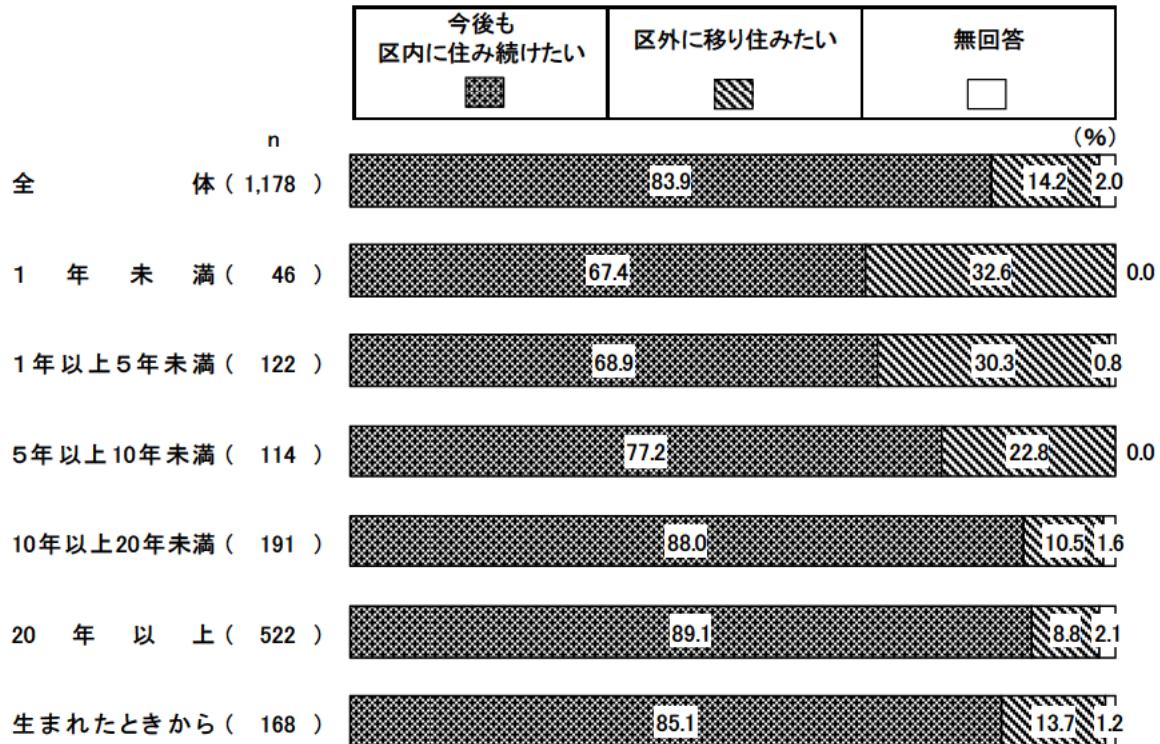 今後も
区内に住み続けたい
区外に移り住みたい
無回答
n
(%)
全体 ( 1,178 ) 83.9 14.2 2.0
1年未満 ( 46 ) 67.4 32.6 0.0
1年以上5年未満 ( 122 ) 68.9 30.3 0.8
5年以上10年未満 ( 114 ) 77.2 22.8 0.0
10年以上20年未満 ( 191 ) 88.0 10.5 1.6
20年以上 ( 522 ) 89.1 8.8 2.1
生まれたときから ( 168 ) 85.1 13.7 1.2